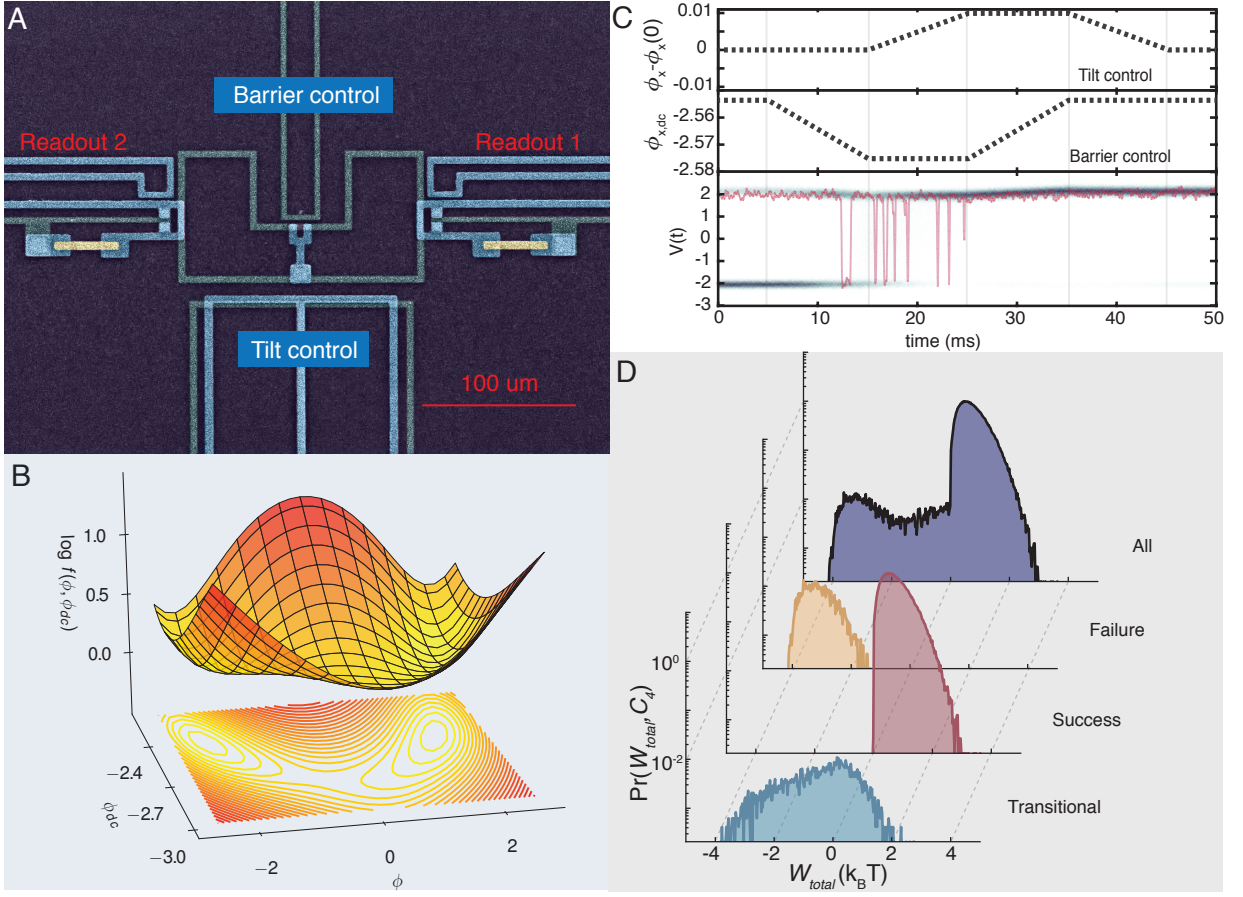 A
Barrier control
Readout 2
Readout 1
Tilt control
100 um
B
log f (ϕ, ϕdc)
1.0
0.5
0.0
−2.4
−2.7
−3.0
ϕdc
−2
0
2
ϕ
C
ϕx-ϕx(0)
0.01
0
-0.01
Tilt control
ϕx,dc
-2.56
-2.57
-2.58
Barrier control
V(t)
2
1
0
-1
-2
-3
0 10 20 30 40 50
time (ms)
D
All
Failure
Success
Transitional
Pr(Wtotal, C4)
10^0
10^-2
-4 -2 0 2 4
Wtotal (kBT)